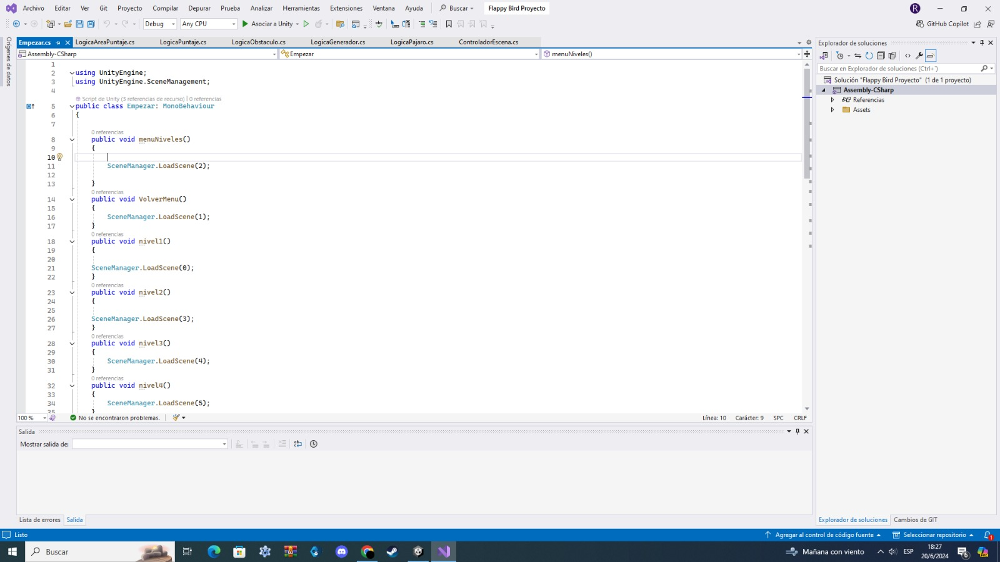 Archivo Editar Ver Git Proyecto Compilar Depurar Prueba Analizar Herramientas Extensiones Ventana Ayuda Buscar Flappy Bird Proyecto R
Debug Any CPU Asociar a Unity GitHub Copilot
Orígenes de datos
Empezar.cs LogicaAreaPuntaje.cs LogicaPuntaje.cs LogicaObstaculo.cs LogicaGenerador.cs LogicaPajaro.cs ControladorEscena.cs
Assembly-CSharp Empezar menuNiveles()
1
2 using UnityEngine;
3 using UnityEngine.SceneManagement;
4
Script de Unity (3 referencias de recurso) | 0 referencias
5 public class Empezar: MonoBehaviour
6 {
7
0 referencias
8 public void menuNiveles()
9 {
10
11 SceneManager.LoadScene(2);
12
13 }
0 referencias
14 public void VolverMenu()
15 {
16 SceneManager.LoadScene(1);
17 }
0 referencias
18 public void nivel1()
19 {
20
21 SceneManager.LoadScene(0);
22 }
0 referencias
23 public void nivel2()
24 {
25
26 SceneManager.LoadScene(3);
27 }
0 referencias
28 public void nivel3()
29 {
30 SceneManager.LoadScene(4);
31 }
0 referencias
32 public void nivel4()
33 {
34 SceneManager.LoadScene(5);
35 }
100 % No se encontraron problemas. Línea: 10 Carácter: 9 SPC CRLF
Salida
Mostrar salida de:
Lista de errores Salida
Explorador de soluciones
Buscar en Explorador de soluciones (Ctrl+¨)
Solución "Flappy Bird Proyecto" (1 de 1 proyecto)
Assembly-CSharp
Referencias
Assets
Explorador de soluciones Cambios de GIT
Listo Agregar al control de código fuente Seleccionar repositorio 1
Buscar Mañana con viento ESP 18:27
20/6/2024 6